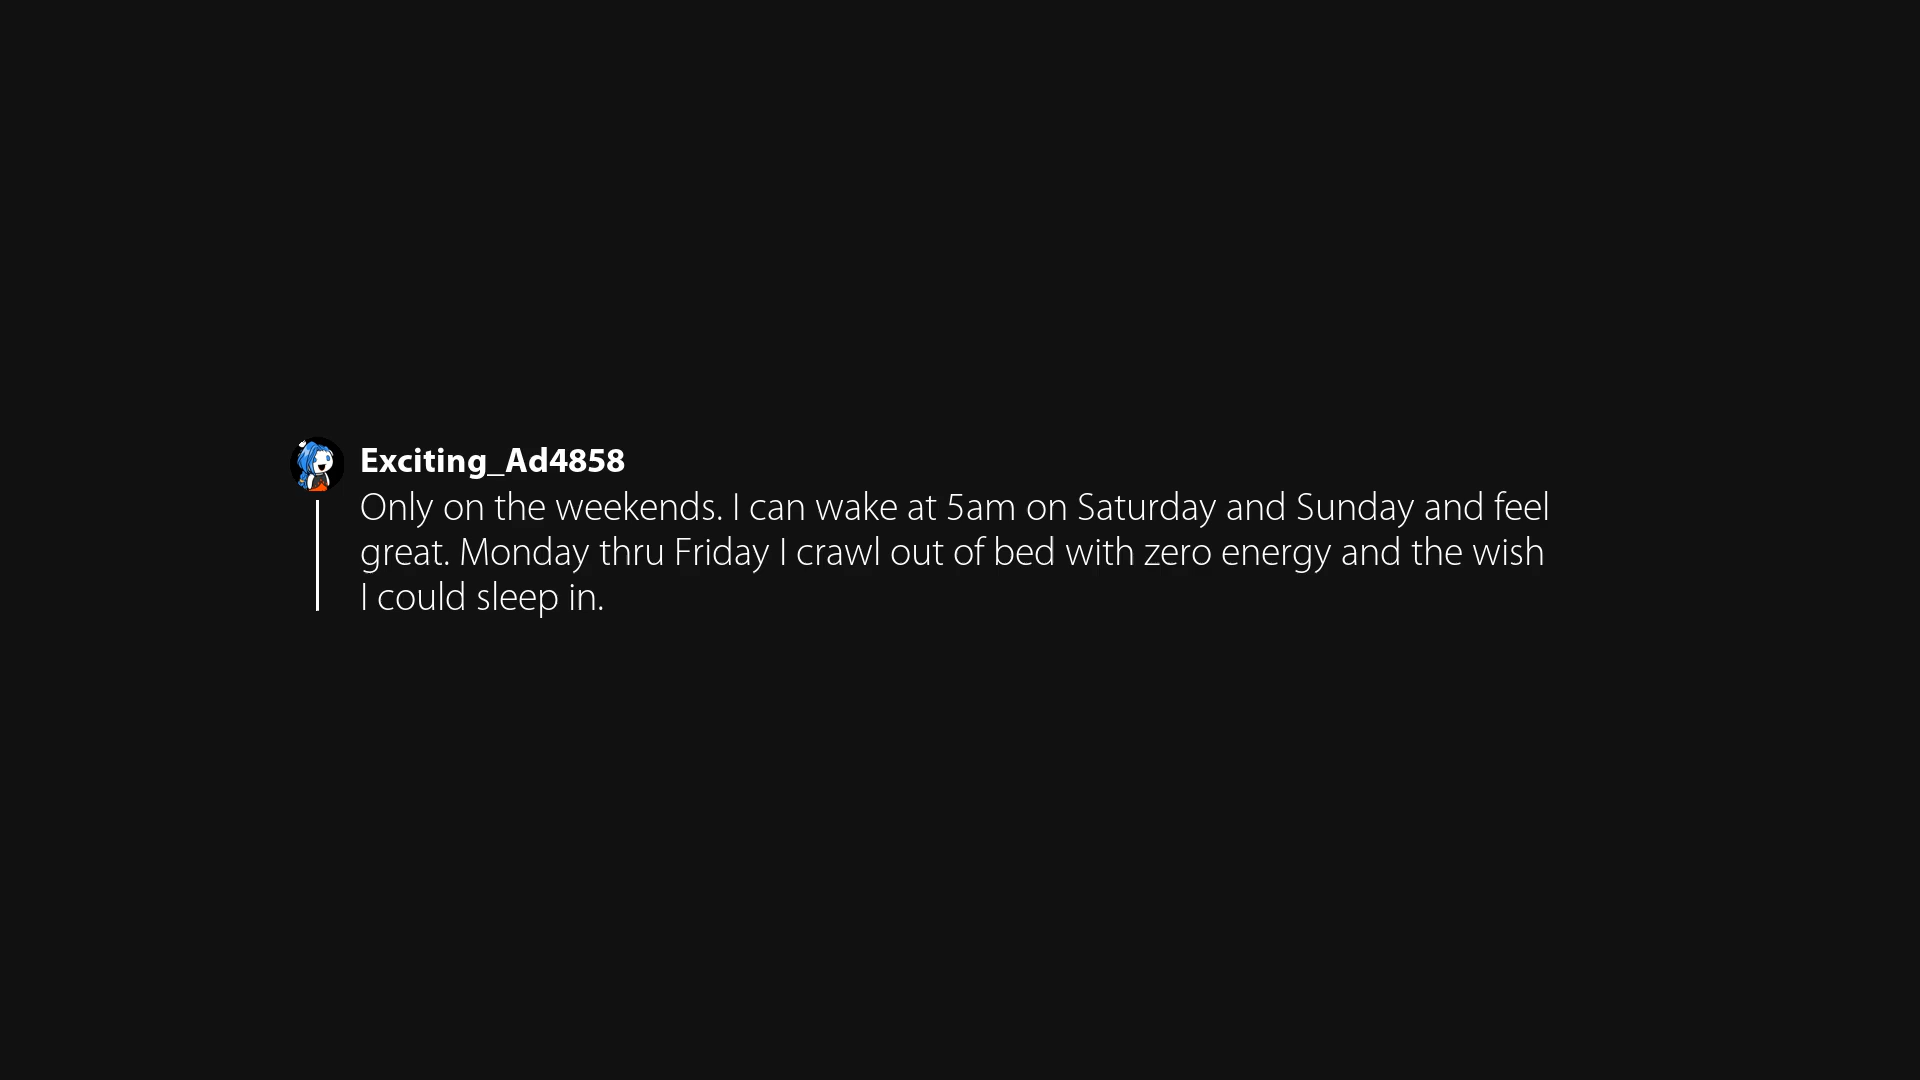 Exciting_Ad4858
Only on the weekends. I can wake at 5am on Saturday and Sunday and feel
great. Monday thru Friday I crawl out of bed with zero energy and the wish
I could sleep in.